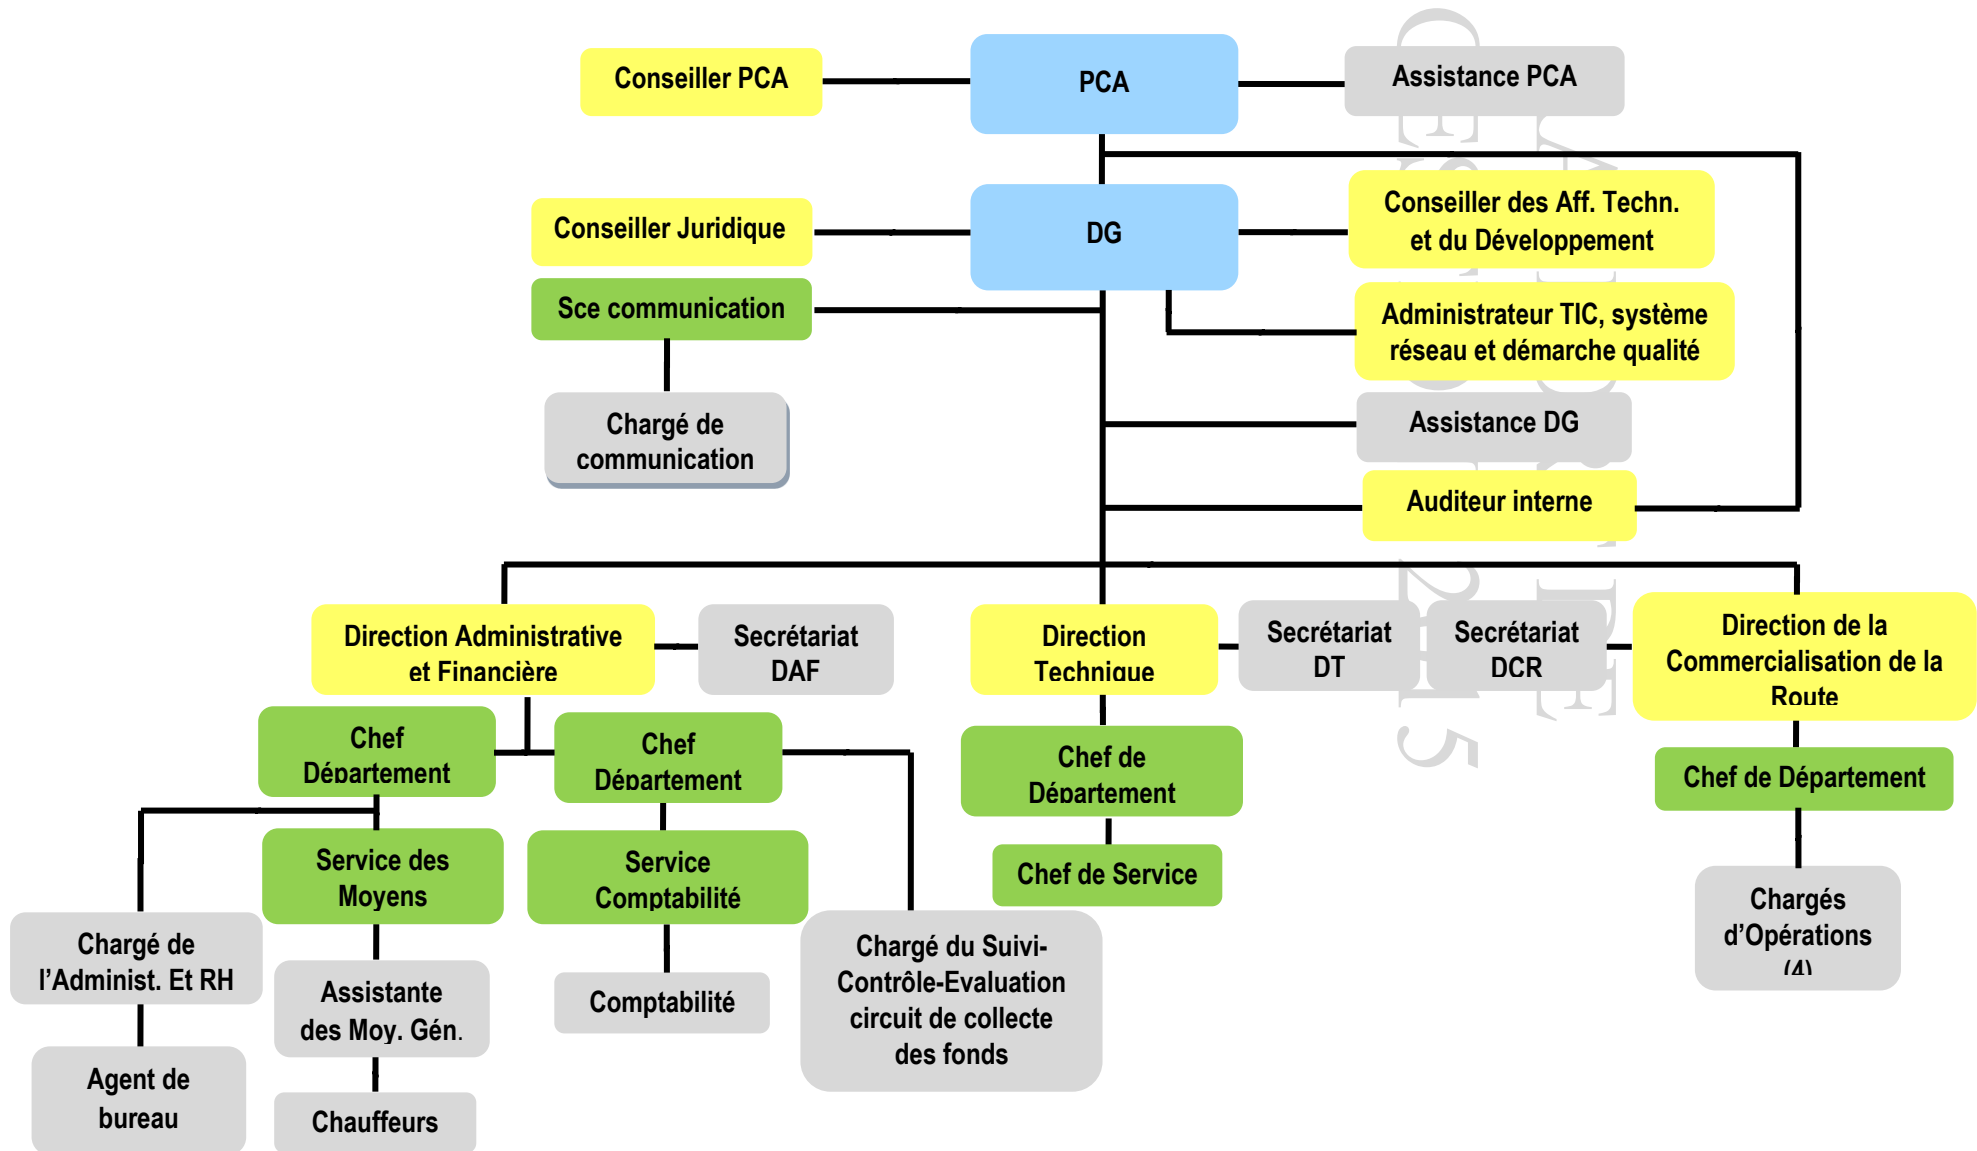 Conseiller PCA
PCA
Assistance PCA
Conseiller Juridique
DG
Conseiller des Aff. Techn.
et du Développement
Sce communication
Administrateur TIC, système
réseau et démarche qualité
Chargé de
communication
Assistance DG
Auditeur interne
Direction Administrative
et Financière
Secrétariat
DAF
Direction
Technique
Secrétariat
DT
Secrétariat
DCR
Direction de la
Commercialisation de la
Route
Chef
Département
Chef
Département
Chef de
Département
Chef de Département
Service des
Moyens
Service
Comptabilité
Chef de Service
Chargés
d'Opérations
(4)
Chargé de
l'Administ. Et RH
Assistante
des Moy. Gén.
Comptabilité
Chargé du Suivi-
Contrôle-Evaluation
circuit de collecte
des fonds
Agent de
bureau
Chauffeurs